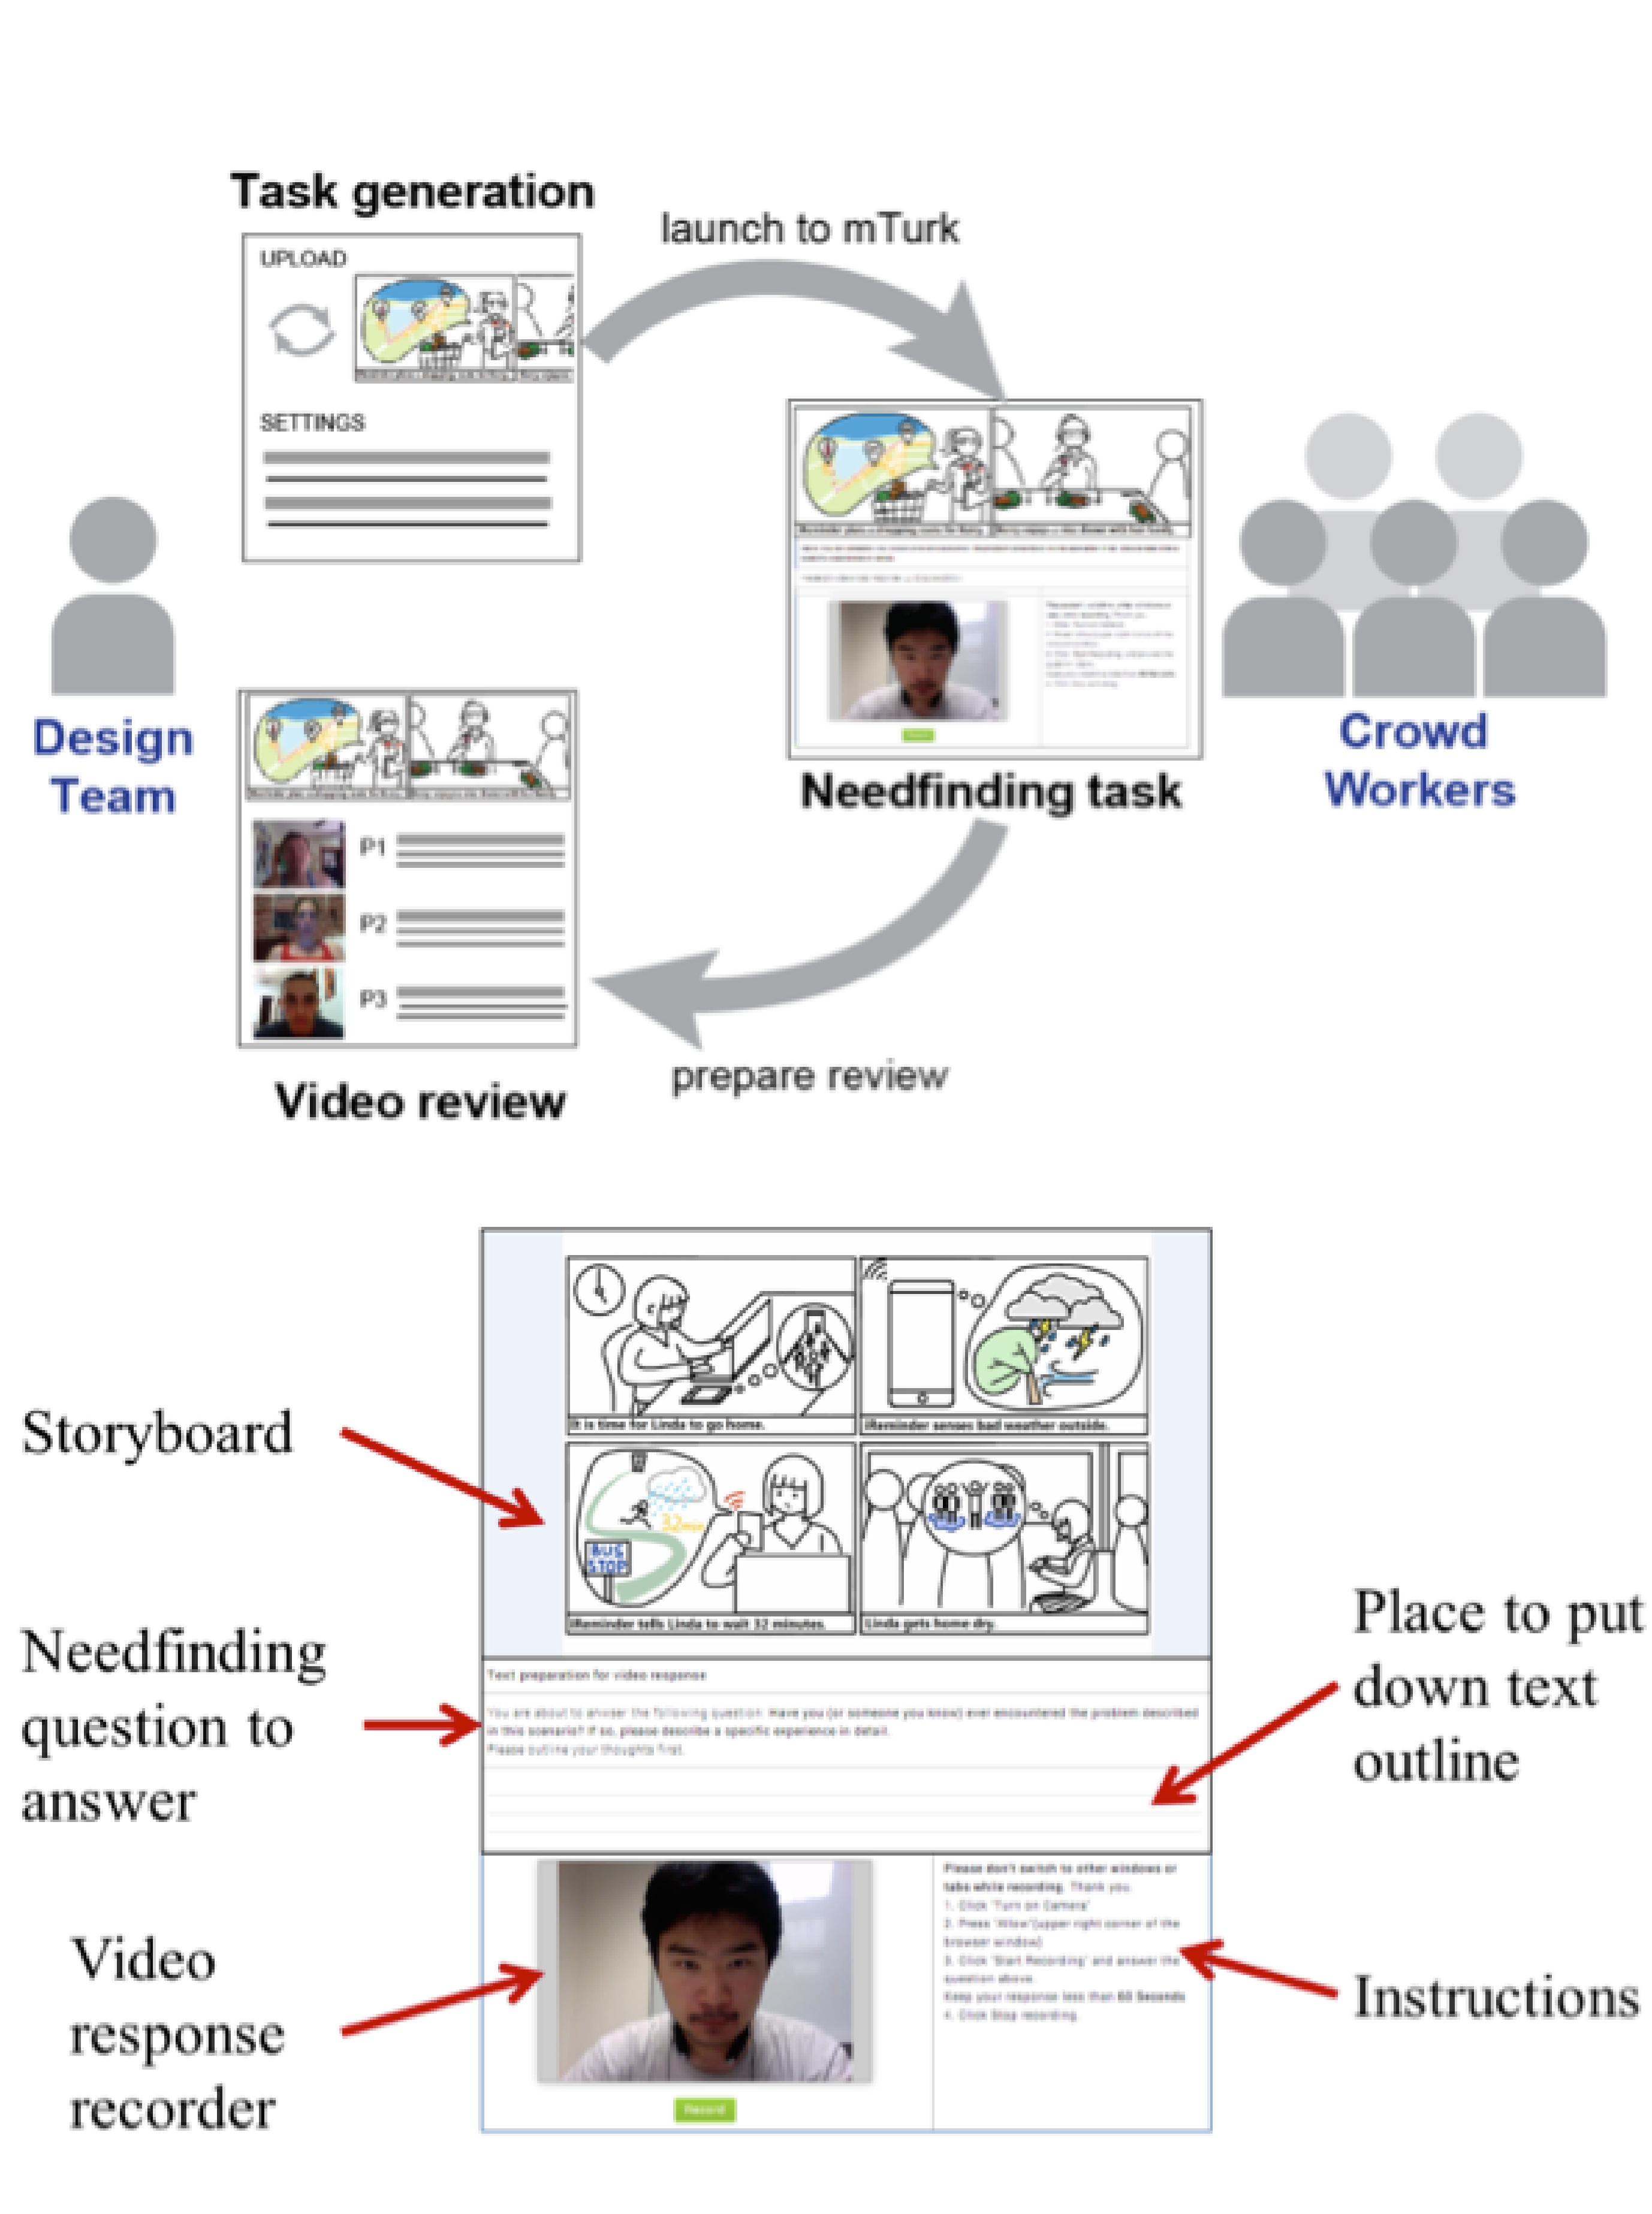 Task generation
launch to mTurk
UPLOAD
SETTINGS
Design
Team
Needfinding task
Crowd
Workers
P1
P2
P3
Video review
prepare review
It is time for Linda to go home.
iReminder senses bad weather outside.
32min
BUS
STOP
iReminder tells Linda to wait 32 minutes.
Linda gets home dry.
Storyboard
Text preparation for video response
You are about to answer the following question: Have you (or someone you know) ever encountered the problem described
in this scenario? If so, please describe a specific experience in detail.
Please outline your thoughts first.
Needfinding
question to
answer
Place to put
down text
outline
Please don't switch to other windows or
tabs while recording. Thank you.
1. Click 'Turn on Camera'
2. Press 'Allow'(upper right corner of the
browser window)
3. Click 'Start Recording' and answer the
question above.
Keep your response less than 60 Seconds
4. Click Stop recording.
Record
Video
response
recorder
Instructions